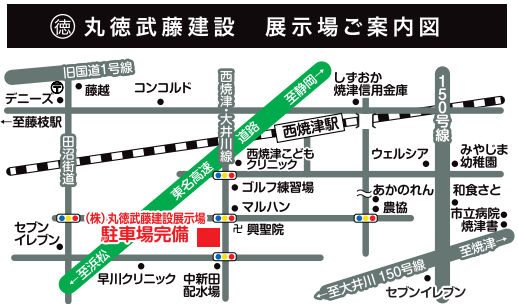 徳 丸徳武藤建設 展示場ご案内図
旧国道1号線
デニーズ
藤越
コンコルド
西焼津・大井川線
至静岡→
しずおか
焼津信用金庫
150号線
←至藤枝駅
田沼街道
東名高速
道路
西焼津駅
西焼津こども
クリニック
ウェルシア
みやじま
幼稚園
ゴルフ練習場
マルハン
あかのれん
農協
和食さと
市立病院
焼津書
セブン
イレブン
(株)丸徳武藤建設展示場
駐車場完備
卍 興聖院
←至浜松
早川クリニック
中新田
配水場
←至大井川 150号線
至焼津→
セブンイレブン